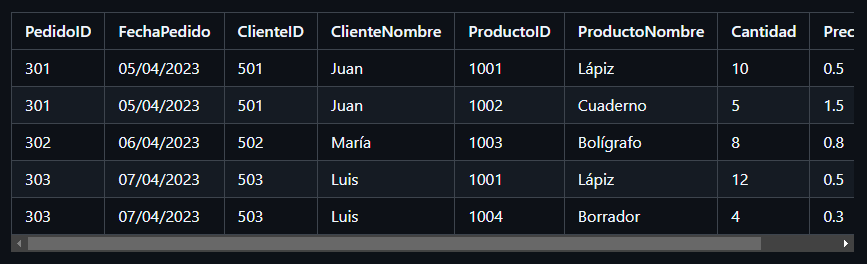 PedidoID FechaPedido ClienteID ClienteNombre ProductoID ProductoNombre Cantidad Prec
301 05/04/2023 501 Juan 1001 Lápiz 10 0.5
301 05/04/2023 501 Juan 1002 Cuaderno 5 1.5
302 06/04/2023 502 María 1003 Bolígrafo 8 0.8
303 07/04/2023 503 Luis 1001 Lápiz 12 0.5
303 07/04/2023 503 Luis 1004 Borrador 4 0.3